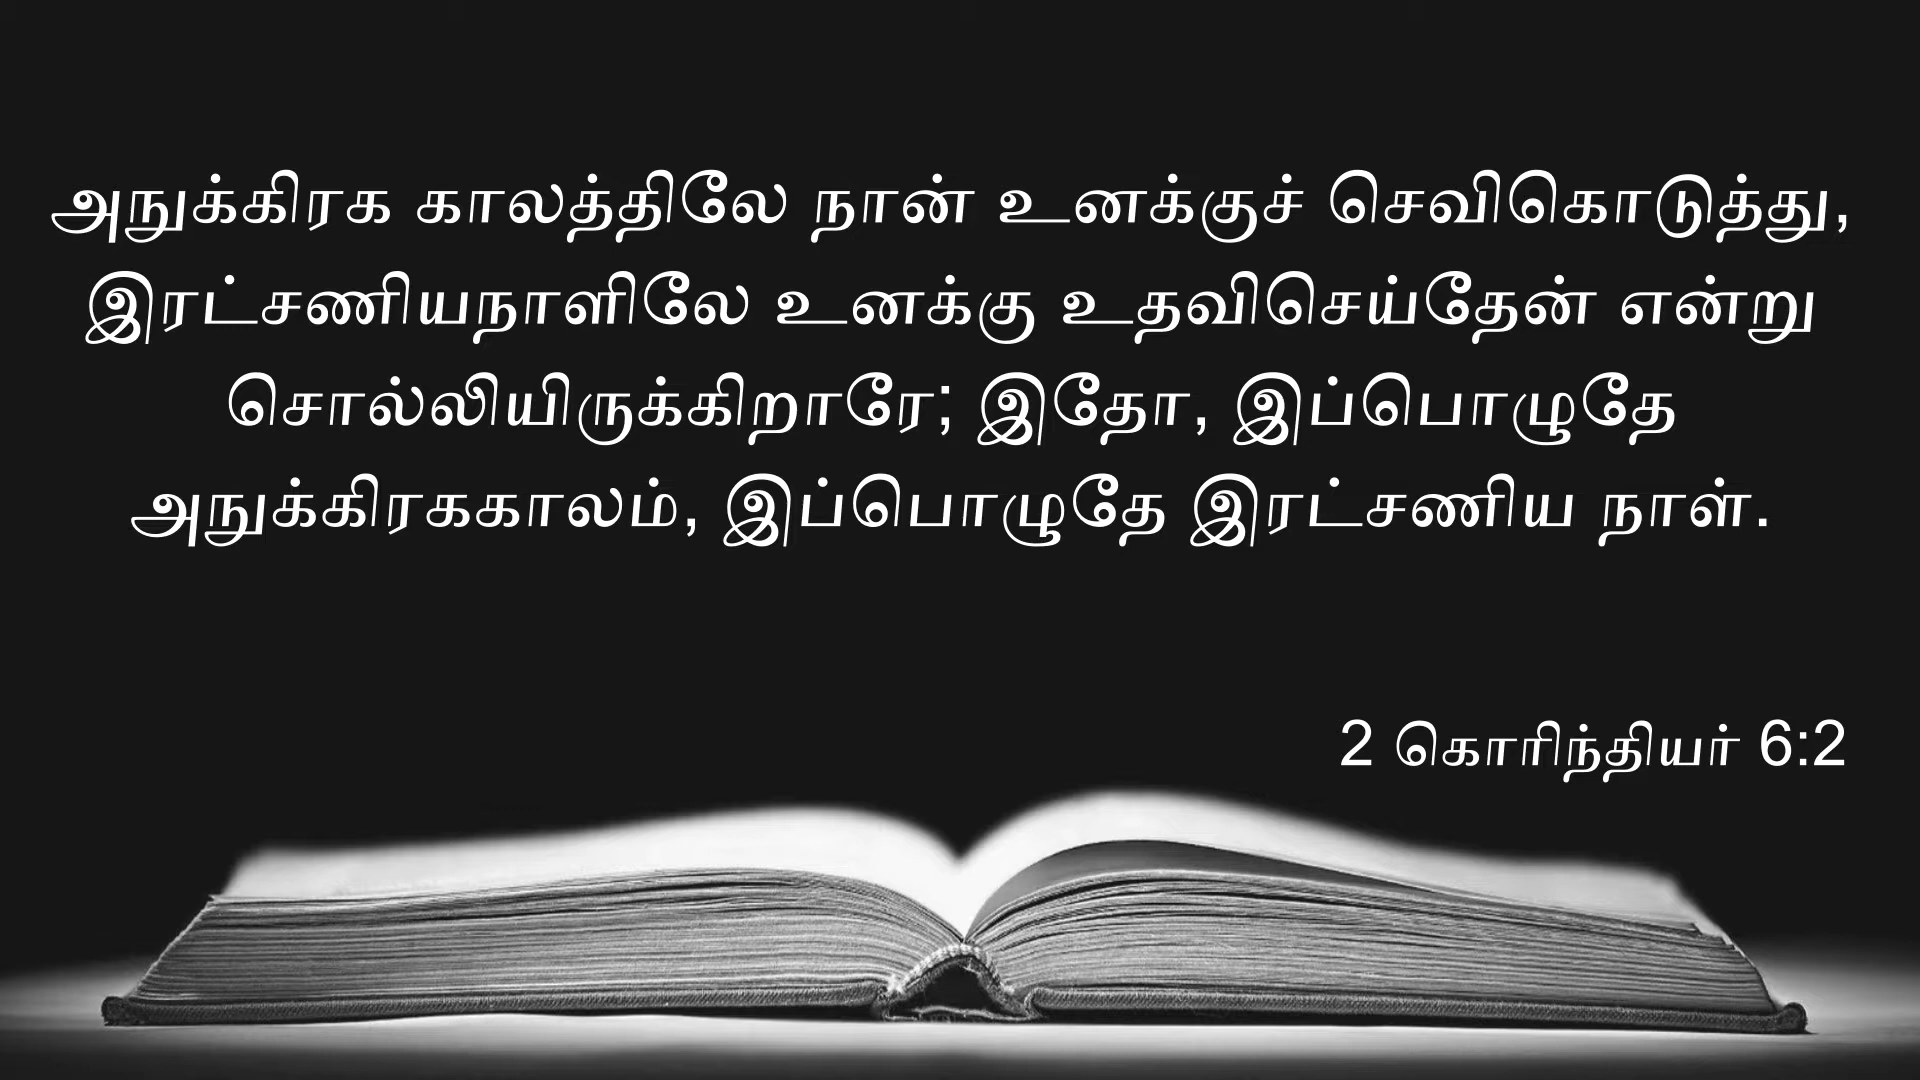 அநுக்கிரக காலத்திலே நான் உனக்குச் செவிகொடுத்து,
இரட்சணியநாளிலே உனக்கு உதவிசெய்தேன் என்று
சொல்லியிருக்கிறாரே; இதோ, இப்பொழுதே
அநுக்கிரககாலம், இப்பொழுதே இரட்சணிய நாள்.
2 கொரிந்தியர் 6:2